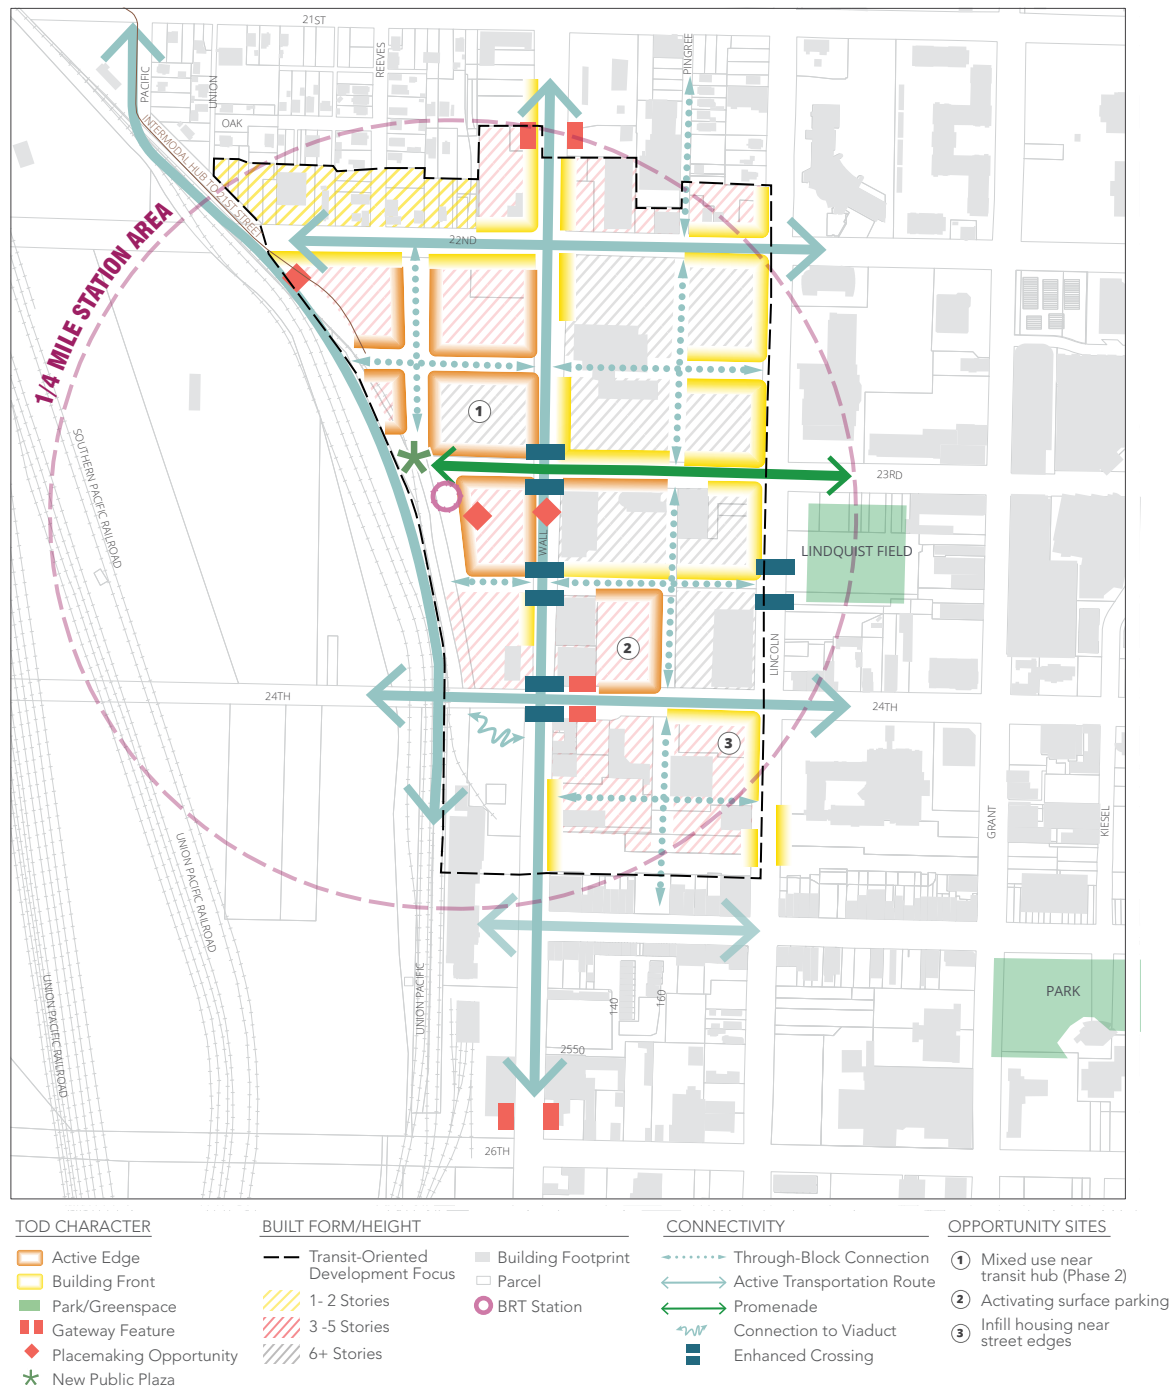 21ST
REEVES
PINGREE
PACIFIC
UNION
OAK
INTERMODAL HUB TO 21ST STREET
1/4 MILE STATION AREA
22ND
1
SOUTHERN PACIFIC RAILROAD
23RD
WALL
LINDQUIST FIELD
2
LINCOLN
24TH
24TH
3
GRANT
KIESEL
UNION PACIFIC RAILROAD
UNION PACIFIC RAILROAD
UNION PACIFIC
140
160
PARK
2550
26TH
TOD CHARACTER
Active Edge
Building Front
Park/Greenspace
Gateway Feature
Placemaking Opportunity
New Public Plaza
BUILT FORM/HEIGHT
Transit-Oriented
Development Focus
1- 2 Stories
3 -5 Stories
6+ Stories
Building Footprint
Parcel
BRT Station
CONNECTIVITY
Through-Block Connection
Active Transportation Route
Promenade
Connection to Viaduct
Enhanced Crossing
OPPORTUNITY SITES
1 Mixed use near
transit hub (Phase 2)
2 Activating surface parking
3 Infill housing near
street edges